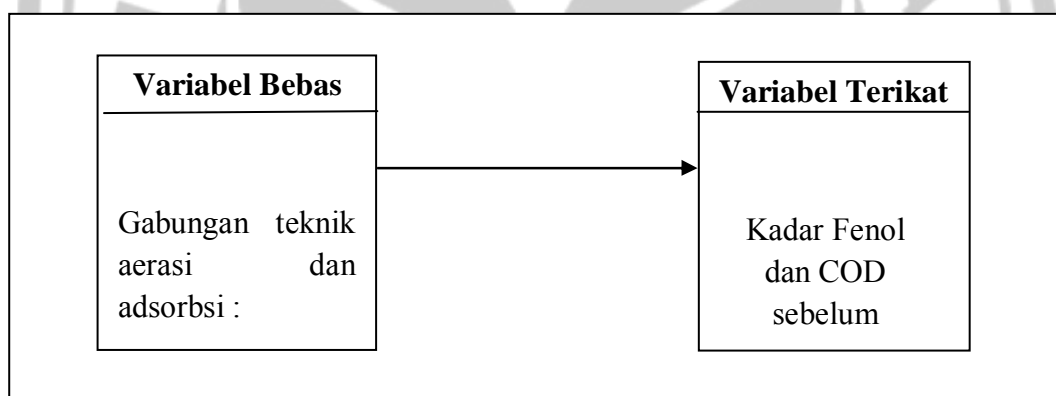 Variabel Bebas
Gabungan teknik
aerasi dan
adsorbsi :
Variabel Terikat
Kadar Fenol
dan COD
sebelum